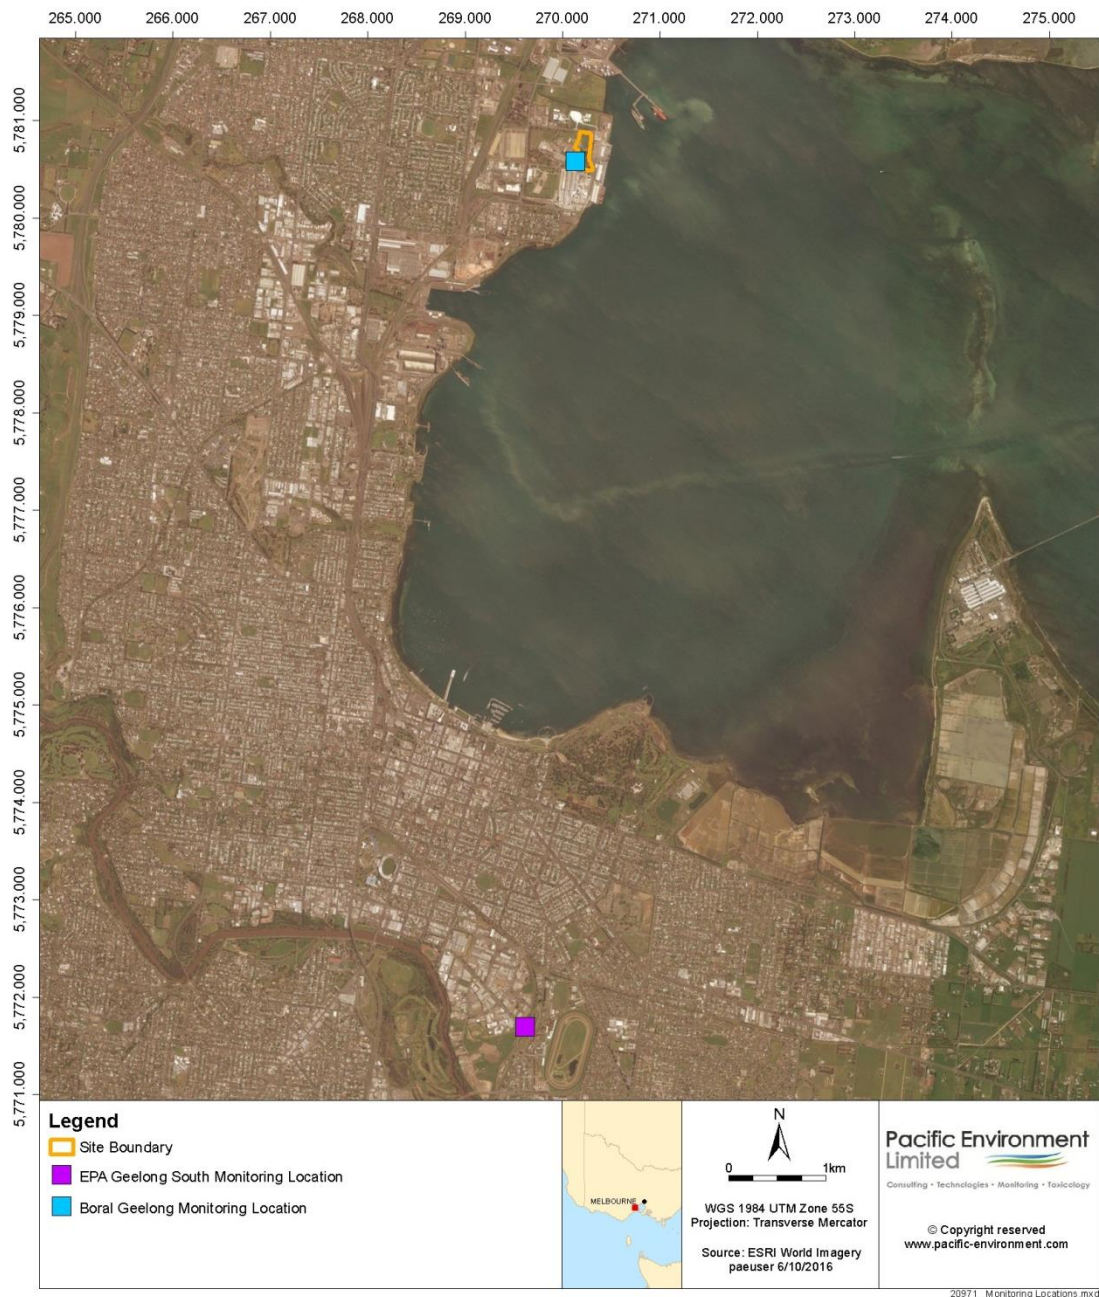 265.000 266.000 267.000 268.000 269.000 270.000 271.000 272.000 273.000 274.000 275.000
5,781.000
5,780.000
5,779.000
5,778.000
5,777.000
5,776.000
5,775.000
5,774.000
5,773.000
5,772.000
5,771.000
Legend
Site Boundary
EPA Geelong South Monitoring Location
Boral Geelong Monitoring Location
MELBOURNE
N
0 1km
WGS 1984 UTM Zone 55S
Projection: Transverse Mercator
Source: ESRI World Imagery
paeuser 6/10/2016
Pacific Environment
Limited
Consulting • Technologies • Monitoring • Toxicology
© Copyright reserved
www.pacific-environment.com
20971_Monitoring Locations.mxd